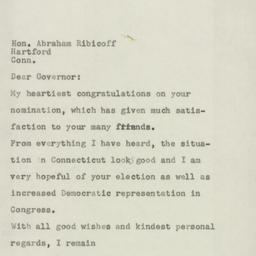 Hon. Abraham Ribicoff
Hartford
Conn.
Dear Governor:
My heartiest congratulations on your
nomination, which has given much satis-
faction to your many friends.
From everything I have heard, the situa-
tion in Connecticut looks good and I am
very hopeful of your election as well as
increased Democratic representation in
Congress.
With all good wishes and kindest personal
regards, I remain